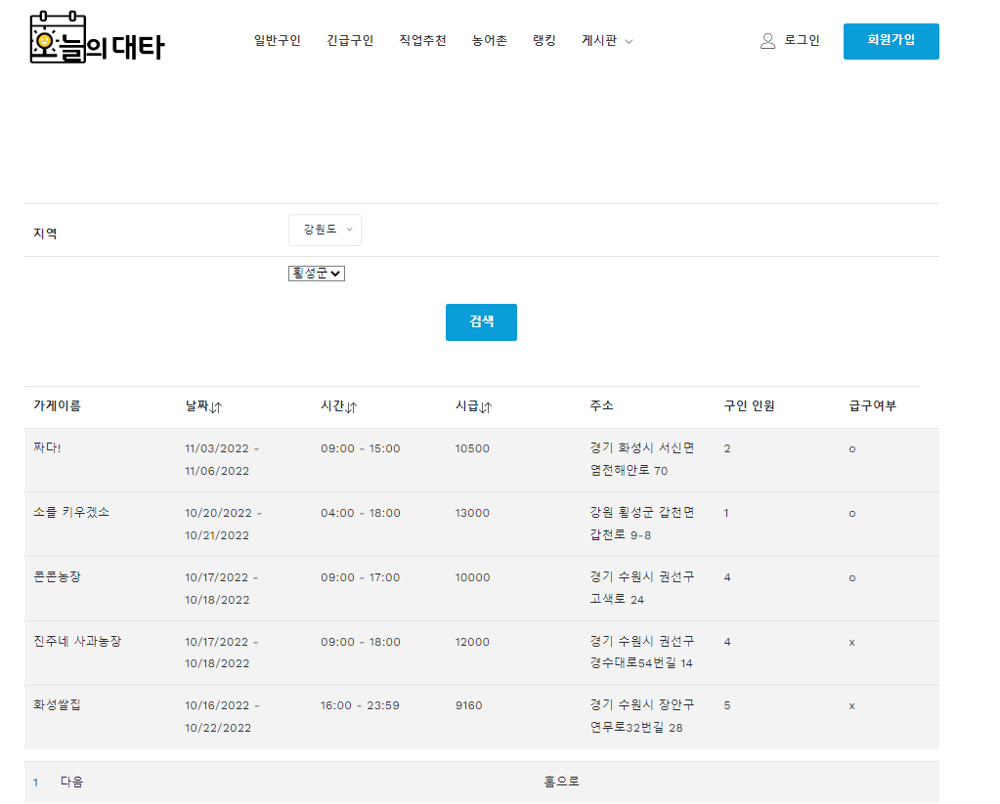 오늘의 대타 일반구인 긴급구인 직업추천 농어촌 랭킹 게시판 로그인 회원가입
지역 강원도
횡성군
검색
가게이름 날짜 시간 시급 주소 구인 인원 급구여부
짜다! 11/03/2022 - 09:00 - 15:00 10500 경기 화성시 서신면 2 o
11/06/2022 염전해안로 70
소를 키우겠소 10/20/2022 - 04:00 - 18:00 13000 강원 횡성군 갑천면 1 o
10/21/2022 갑천로 9-8
콘콘농장 10/17/2022 - 09:00 - 17:00 10000 경기 수원시 권선구 4 o
10/18/2022 고색로 24
진주네 사과농장 10/17/2022 - 09:00 - 18:00 12000 경기 수원시 권선구 4 x
10/18/2022 경수대로54번길 14
화성쌀집 10/16/2022 - 16:00 - 23:59 9160 경기 수원시 장안구 5 x
10/22/2022 연무로32번길 28
1 다음 홈으로